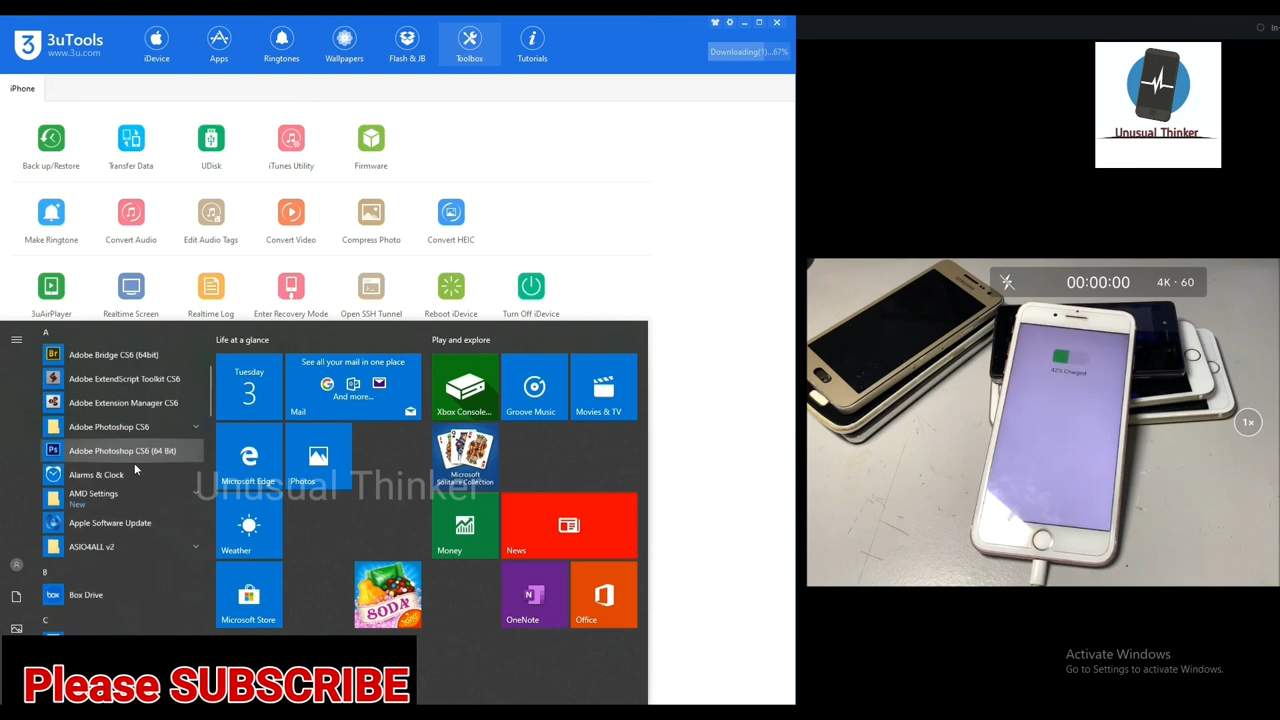 3uTools
www.3u.com
iDevice
Apps
Ringtones
Wallpapers
Flash & JB
Toolbox
Tutorials
Downloading(1)...67%
iPhone
Back up/Restore
Transfer Data
UDisk
iTunes Utility
Firmware
Make Ringtone
Convert Audio
Edit Audio Tags
Convert Video
Compress Photo
Convert HEIC
3uAirPlayer
Realtime Screen
Realtime Log
Enter Recovery Mode
Open SSH Tunnel
Reboot iDevice
Turn Off iDevice
A
Adobe Bridge CS6 (64bit)
Adobe ExtendScript Toolkit CS6
Adobe Extension Manager CS6
Adobe Photoshop CS6
Adobe Photoshop CS6 (64 Bit)
Alarms & Clock
AMD Settings
New
Apple Software Update
ASIO4ALL v2
B
Box Drive
C
Life at a glance
Tuesday
3
See all your mail in one place
And more...
Mail
Microsoft Edge
Photos
Weather
Microsoft Store
SODA
Play and explore
Xbox Console...
Groove Music
Movies & TV
Microsoft
Solitaire Collection
Money
News
OneNote
Office
Unusual Thinker
Please SUBSCRIBE
Unusual Thinker
00:00:00
4K · 60
42% Charged
1x
Activate Windows
Go to Settings to activate Windows.